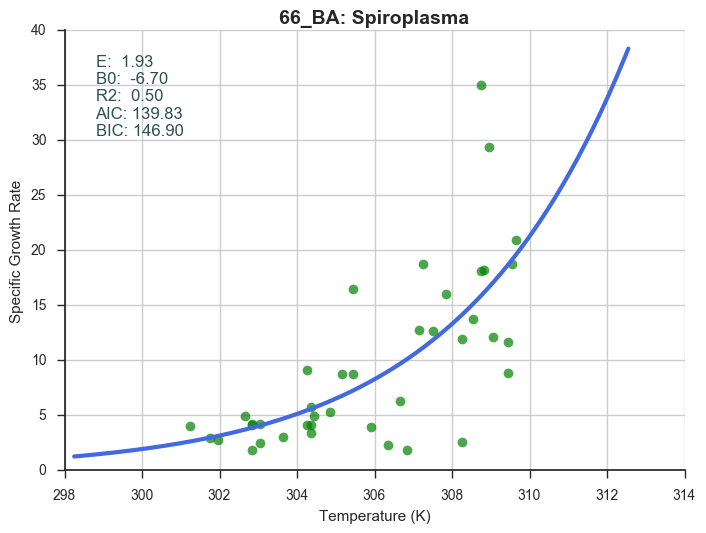 66_BA: Spiroplasma
E:  1.93
B0:  -6.70
R2:  0.50
AIC: 139.83
BIC: 146.90
Specific Growth Rate
40
35
30
25
20
15
10
5
0
298 300 302 304 306 308 310 312 314
Temperature (K)